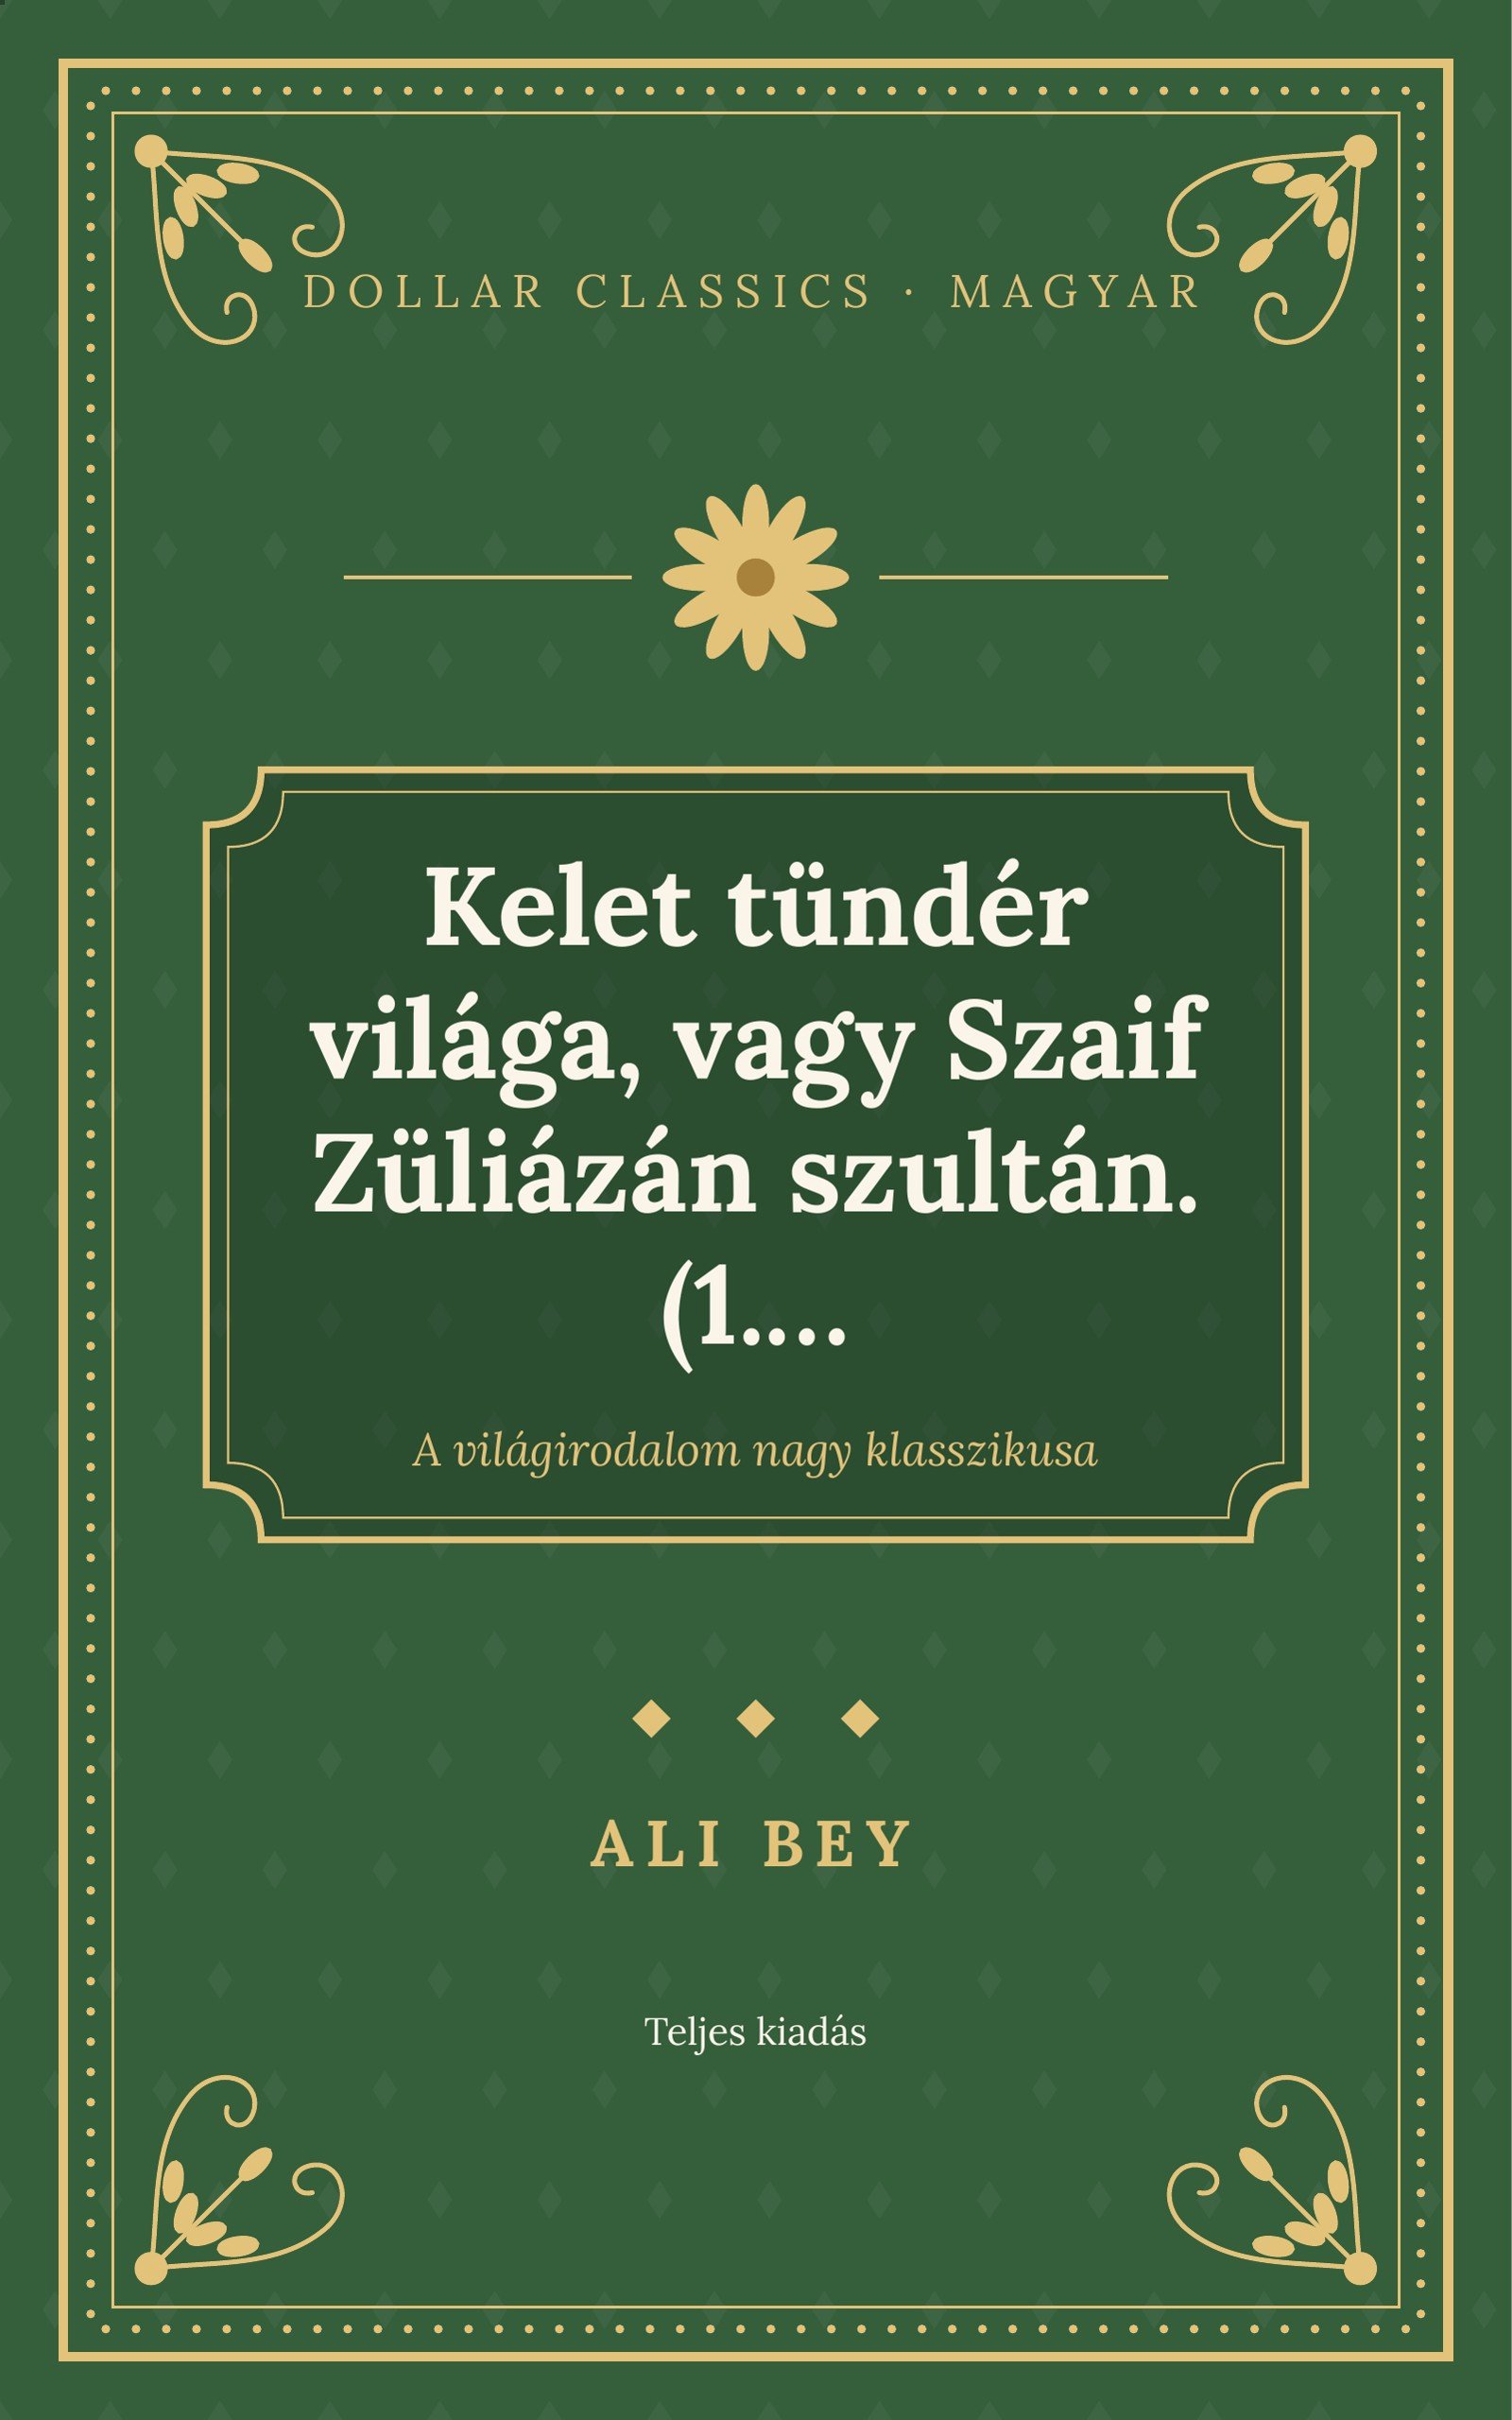 DOLLAR CLASSICS · MAGYAR
Kelet tündér
világa, vagy Szaif
Züliázán szultán.
(1....
A világirodalom nagy klasszikusa
ALI BEY
Teljes kiadás